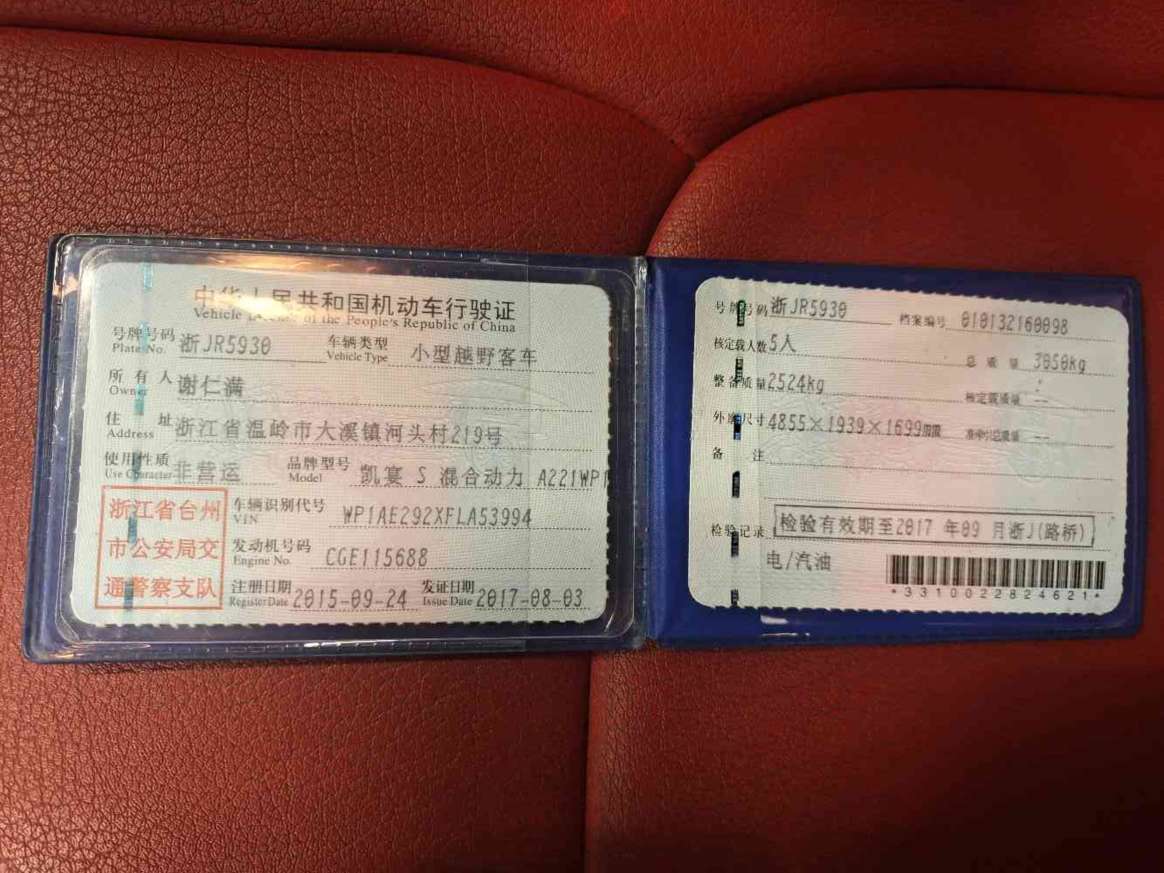 中华人民共和国机动车行驶证
Vehicle License of the People's Republic of China
号牌号码 浙JR5930 车辆类型 小型越野客车
Plate No. Vehicle Type
所有人 谢仁满
Owner
住址 浙江省温岭市大溪镇河头村219号
Address
使用性质 非营运 品牌型号 凯宴 S 混合动力 A221WP1
Use Character Model
浙江省台州
市公安局交
通警察支队
车辆识别代号 WP1AE292XFLA53994
VIN
发动机号码 CGE115688
Engine No.
注册日期 2015-09-24 发证日期 2017-08-03
Register Date Issue Date
号牌号码 浙JR5930 档案编号 010132160098
核定载人数 5人 总质量 3050kg
整备质量 2524kg 核定载质量 --
外廓尺寸 4855×1939×1699mm 准牵引总质量 --
备注
检验记录 检验有效期至2017 年09 月浙J(路桥)
电/汽油
*3310022824621*